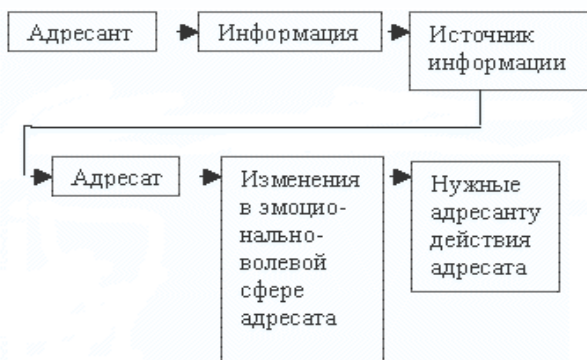 Адресант
Информация
Источник
информации
Адресат
Изменения
в эмоцио-
нально-
волевой
сфере
адресата
Нужные
адресанту
действия
адресата